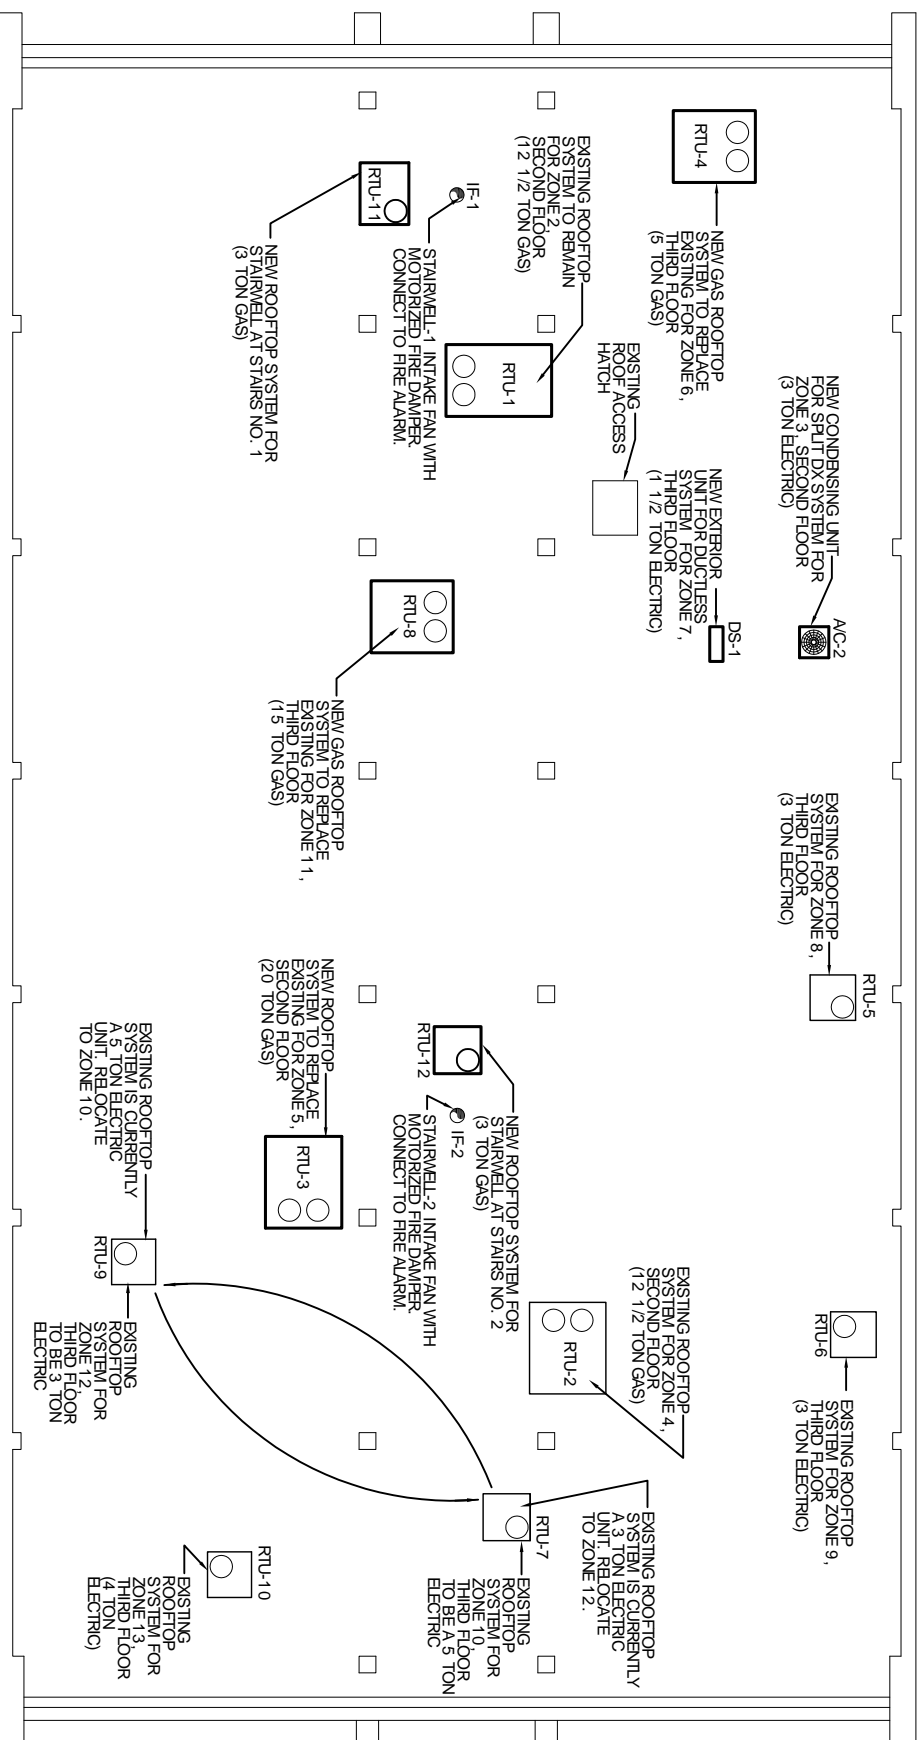 A/C-2
NEW CONDENSING UNIT
FOR SPLIT DX SYSTEM FOR
ZONE 3, SECOND FLOOR
(3 TON ELECTRIC)
RTU-5
EXISTING ROOFTOP
SYSTEM FOR ZONE 8,
THIRD FLOOR
(3 TON ELECTRIC)
RTU-6
EXISTING ROOFTOP
SYSTEM FOR ZONE 9,
THIRD FLOOR
(3 TON ELECTRIC)
RTU-4
NEW GAS ROOFTOP
SYSTEM TO REPLACE
EXISTING FOR ZONE 6,
THIRD FLOOR
(5 TON GAS)
DS-1
NEW EXTERIOR
UNIT FOR DUCTLESS
SYSTEM FOR ZONE 7,
THIRD FLOOR
(1 1/2 TON ELECTRIC)
EXISTING
ROOF ACCESS
HATCH
EXISTING ROOFTOP
SYSTEM TO REMAIN
FOR ZONE 2,
SECOND FLOOR
(12 1/2 TON GAS)
RTU-1
EXISTING ROOFTOP
SYSTEM FOR ZONE 4,
SECOND FLOOR
(12 1/2 TON GAS)
RTU-2
EXISTING ROOFTOP
SYSTEM IS CURRENTLY
A 3 TON ELECTRIC
UNIT. RELOCATE
TO ZONE 12.
RTU-7
EXISTING
ROOFTOP
SYSTEM FOR
ZONE 10,
THIRD FLOOR
TO BE A 5 TON
ELECTRIC
IF-1
STAIRWELL-1 INTAKE FAN WITH
MOTORIZED FIRE DAMPER.
CONNECT TO FIRE ALARM.
RTU-11
NEW ROOFTOP SYSTEM FOR
STAIRWELL AT STAIRS NO. 1
(3 TON GAS)
RTU-8
NEW GAS ROOFTOP
SYSTEM TO REPLACE
EXISTING FOR ZONE 11,
THIRD FLOOR
(15 TON GAS)
NEW ROOFTOP SYSTEM FOR
STAIRWELL AT STAIRS NO. 2
(3 TON GAS)
RTU-12
IF-2
STAIRWELL-2 INTAKE FAN WITH
MOTORIZED FIRE DAMPER.
CONNECT TO FIRE ALARM.
NEW ROOFTOP
SYSTEM TO REPLACE
EXISTING FOR ZONE 5,
SECOND FLOOR
(20 TON GAS)
RTU-3
RTU-10
EXISTING
ROOFTOP
SYSTEM FOR
ZONE 13,
THIRD FLOOR
(4 TON
ELECTRIC)
EXISTING ROOFTOP
SYSTEM IS CURRENTLY
A 5 TON ELECTRIC
UNIT. RELOCATE
TO ZONE 10.
RTU-9
EXISTING
ROOFTOP
SYSTEM FOR
ZONE 12,
THIRD FLOOR
TO BE 3 TON
ELECTRIC